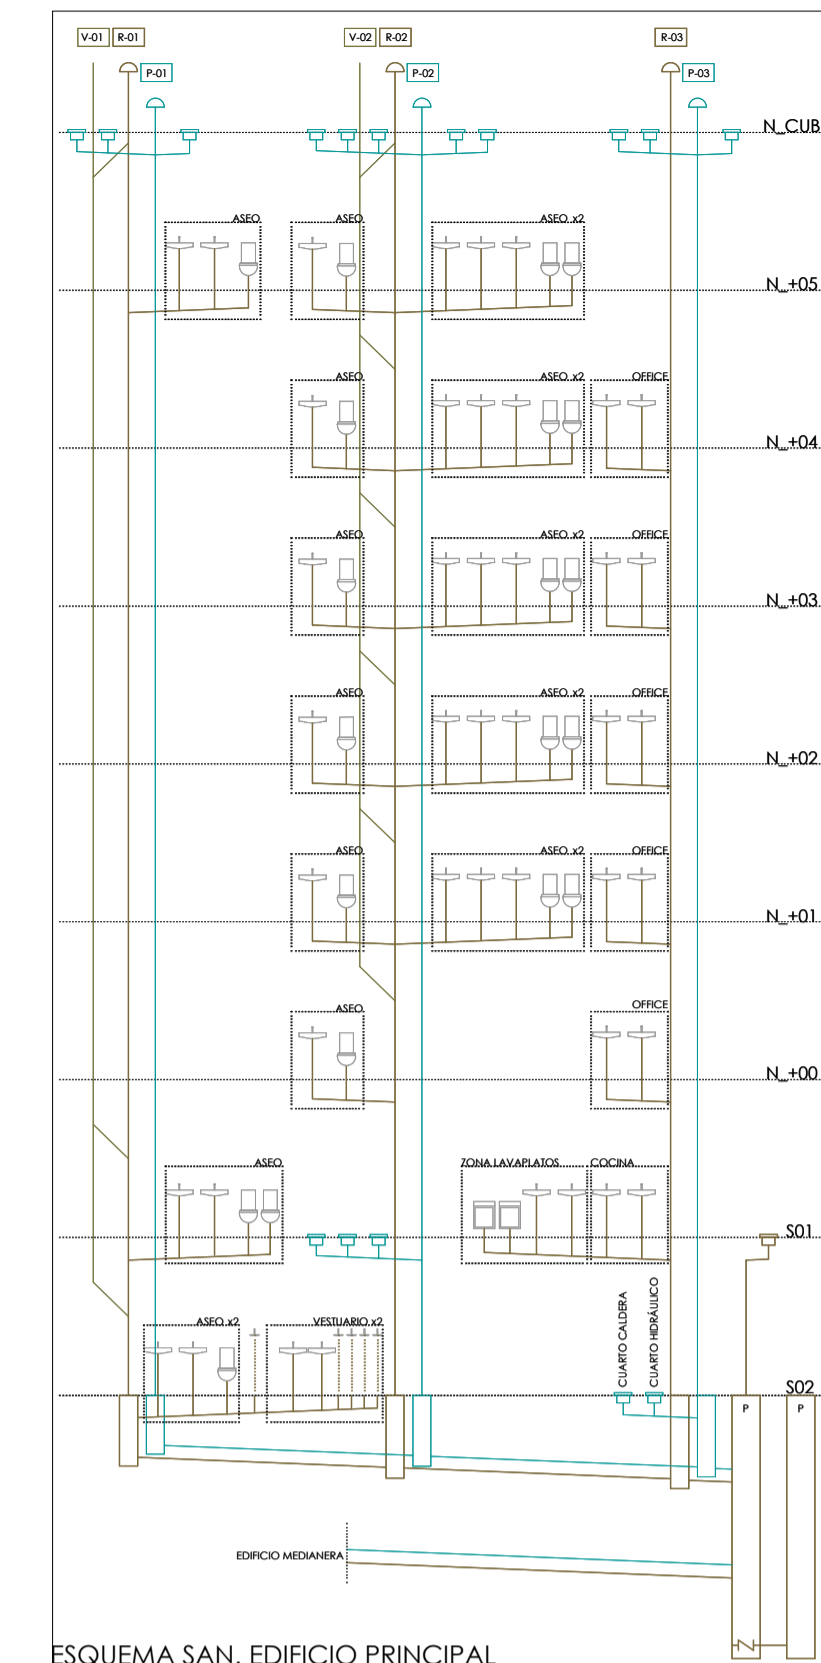 V-01 R-01 V-02 R-02 R-03
P-01 P-02 P-03
N_CUB
ASEO ASEO ASEO x2
N_+05
ASEO ASEO x2 OFFICE
N_+04
ASEO ASEO x2 OFFICE
N_+03
ASEO ASEO x2 OFFICE
N_+02
ASEO ASEO x2 OFFICE
N_+01
ASEO OFFICE
N_+00
ASEO ZONA LAVAPLATOS COCINA
S01
CUARTO CALDERA
CUARTO HIDRÁULICO
ASEO x2 VESTUARIO x2
S02
P P
EDIFICIO MEDIANERA
ESQUEMA SAN. EDIFICIO PRINCIPAL